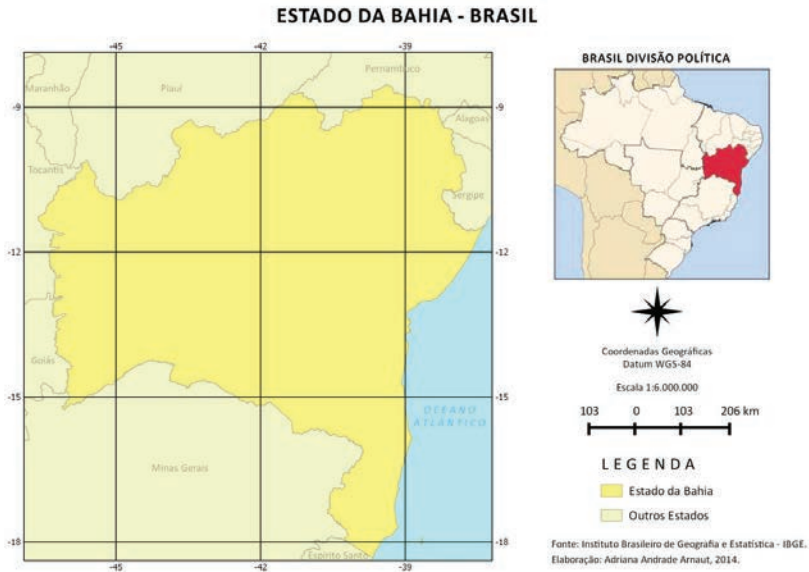 ESTADO DA BAHIA - BRASIL
-45 -42 -39
Maranhão
Piauí
Pernambuco
-9 -9
Alagoas
Tocantis
Sergipe
-12 -12
Goiás
-15 -15
OCEANO
ATLÂNTICO
Minas Gerais
-18 -18
Espírito Santo
-45 -42 -39
BRASIL DIVISÃO POLÍTICA
Coordenadas Geográficas
Datum WGS-84
Escala 1:6.000.000
103 0 103 206 km
LEGENDA
Estado da Bahia
Outros Estados
Fonte: Instituto Brasileiro de Geografia e Estatística - IBGE.
Elaboração: Adriana Andrade Arnaut, 2014.